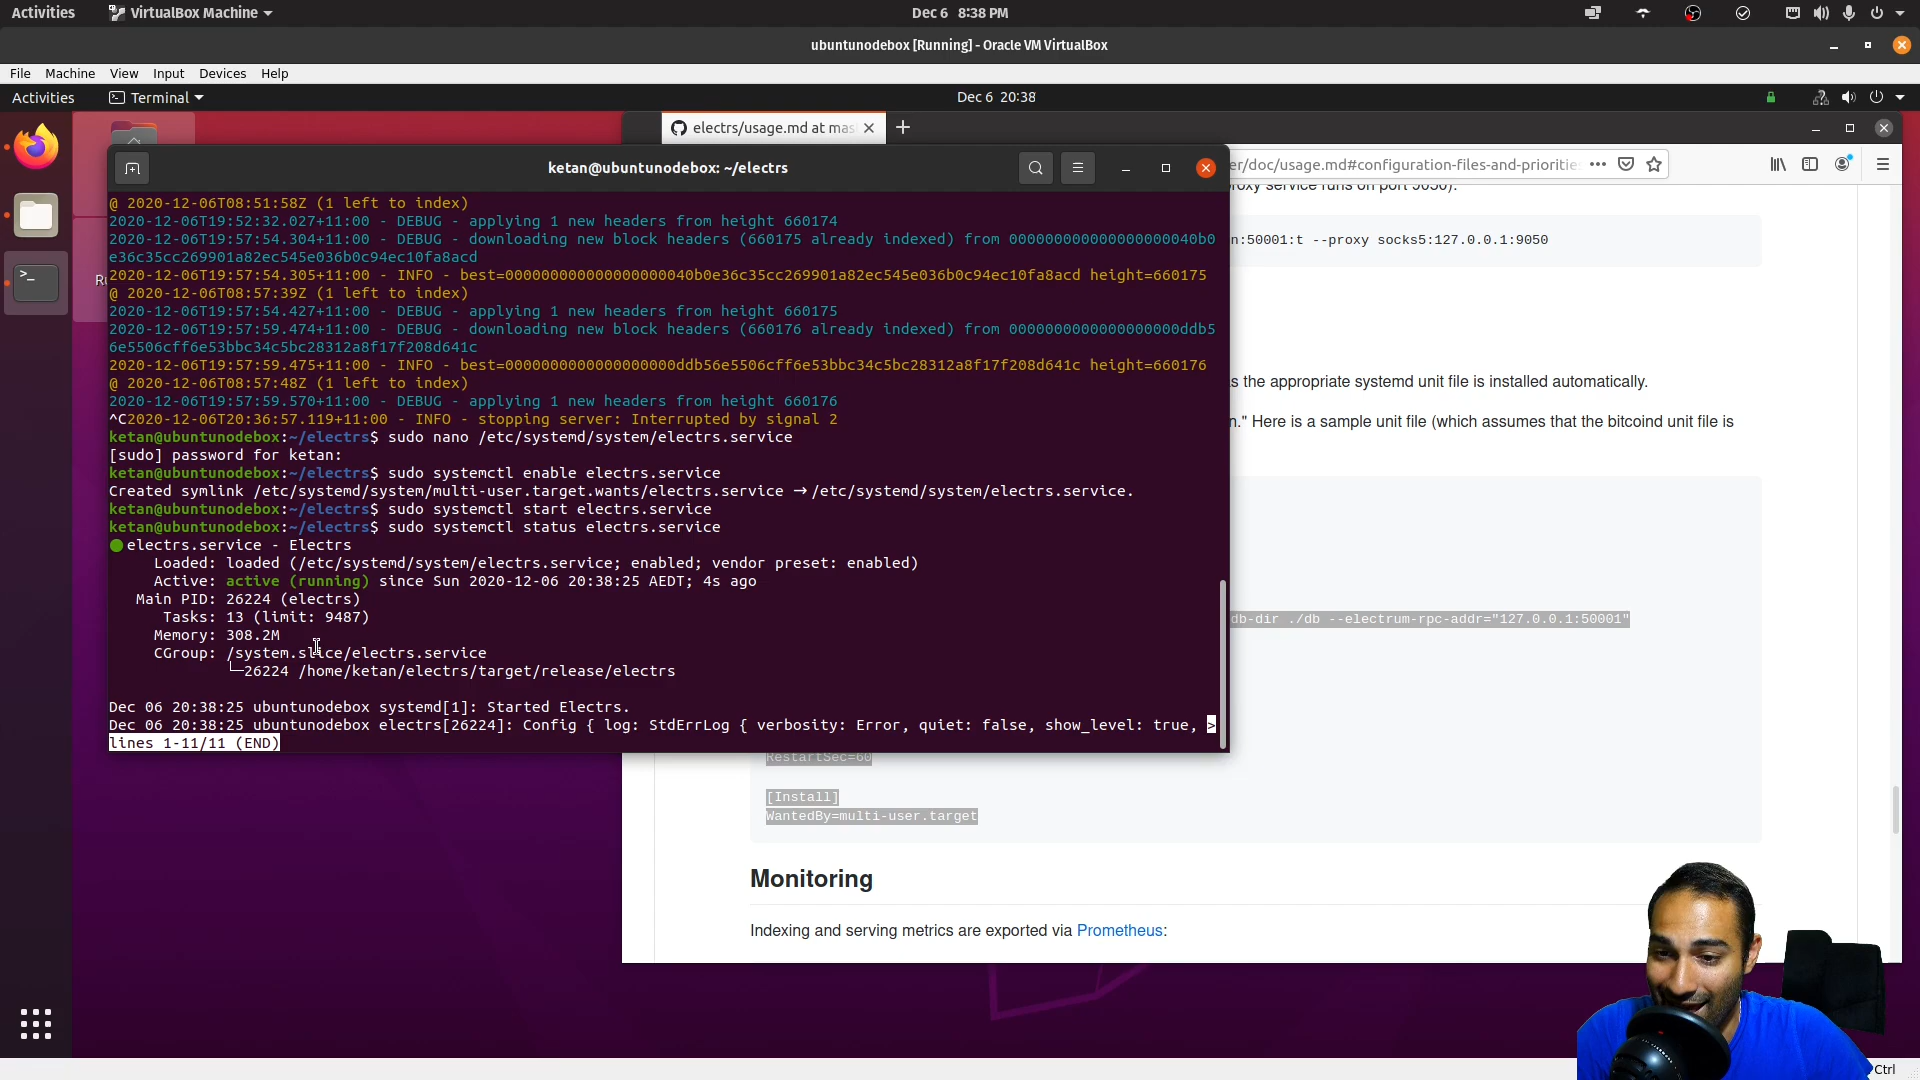 Activities
VirtualBox Machine
Dec 6 8:38 PM
ubuntunodebox [Running] - Oracle VM VirtualBox
File Machine View Input Devices Help
Activities
Terminal
Dec 6 20:38
electrs/usage.md at mas
ketan@ubuntunodebox: ~/electrs
er/doc/usage.md#configuration-files-and-prioritie
@ 2020-12-06T08:51:58Z (1 left to index)
2020-12-06T19:52:32.027+11:00 - DEBUG - applying 1 new headers from height 660174
2020-12-06T19:57:54.304+11:00 - DEBUG - downloading new block headers (660175 already indexed) from 0000000000000000000040b0
e36c35cc269901a82ec545e036b0c94ec10fa8acd
2020-12-06T19:57:54.305+11:00 - INFO - best=0000000000000000000040b0e36c35cc269901a82ec545e036b0c94ec10fa8acd height=660175
@ 2020-12-06T08:57:39Z (1 left to index)
2020-12-06T19:57:54.427+11:00 - DEBUG - applying 1 new headers from height 660175
2020-12-06T19:57:59.474+11:00 - DEBUG - downloading new block headers (660176 already indexed) from 0000000000000000000ddb5
6e5506cff6e53bbc34c5bc28312a8f17f208d641c
2020-12-06T19:57:59.475+11:00 - INFO - best=0000000000000000000ddb56e5506cff6e53bbc34c5bc28312a8f17f208d641c height=660176
@ 2020-12-06T08:57:48Z (1 left to index)
2020-12-06T19:57:59.570+11:00 - DEBUG - applying 1 new headers from height 660176
^C2020-12-06T20:36:57.119+11:00 - INFO - stopping server: Interrupted by signal 2
ketan@ubuntunodebox:~/electrs$ sudo nano /etc/systemd/system/electrs.service
[sudo] password for ketan:
ketan@ubuntunodebox:~/electrs$ sudo systemctl enable electrs.service
Created symlink /etc/systemd/system/multi-user.target.wants/electrs.service → /etc/systemd/system/electrs.service.
ketan@ubuntunodebox:~/electrs$ sudo systemctl start electrs.service
ketan@ubuntunodebox:~/electrs$ sudo systemctl status electrs.service
● electrs.service - Electrs
Loaded: loaded (/etc/systemd/system/electrs.service; enabled; vendor preset: enabled)
Active: active (running) since Sun 2020-12-06 20:38:25 AEDT; 4s ago
Main PID: 26224 (electrs)
Tasks: 13 (limit: 9487)
Memory: 308.2M
CGroup: /system.slice/electrs.service
└─26224 /home/ketan/electrs/target/release/electrs
Dec 06 20:38:25 ubuntunodebox systemd[1]: Started Electrs.
Dec 06 20:38:25 ubuntunodebox electrs[26224]: Config { log: StdErrLog { verbosity: Error, quiet: false, show_level: true, >
lines 1-11/11 (END)
roxy service runs on port 9050).
n:50001:t --proxy socks5:127.0.0.1:9050
s the appropriate systemd unit file is installed automatically.
n." Here is a sample unit file (which assumes that the bitcoind unit file is
db-dir ./db --electrum-rpc-addr="127.0.0.1:50001"
RestartSec=60
[Install]
WantedBy=multi-user.target
Monitoring
Indexing and serving metrics are exported via Prometheus:
Ctrl